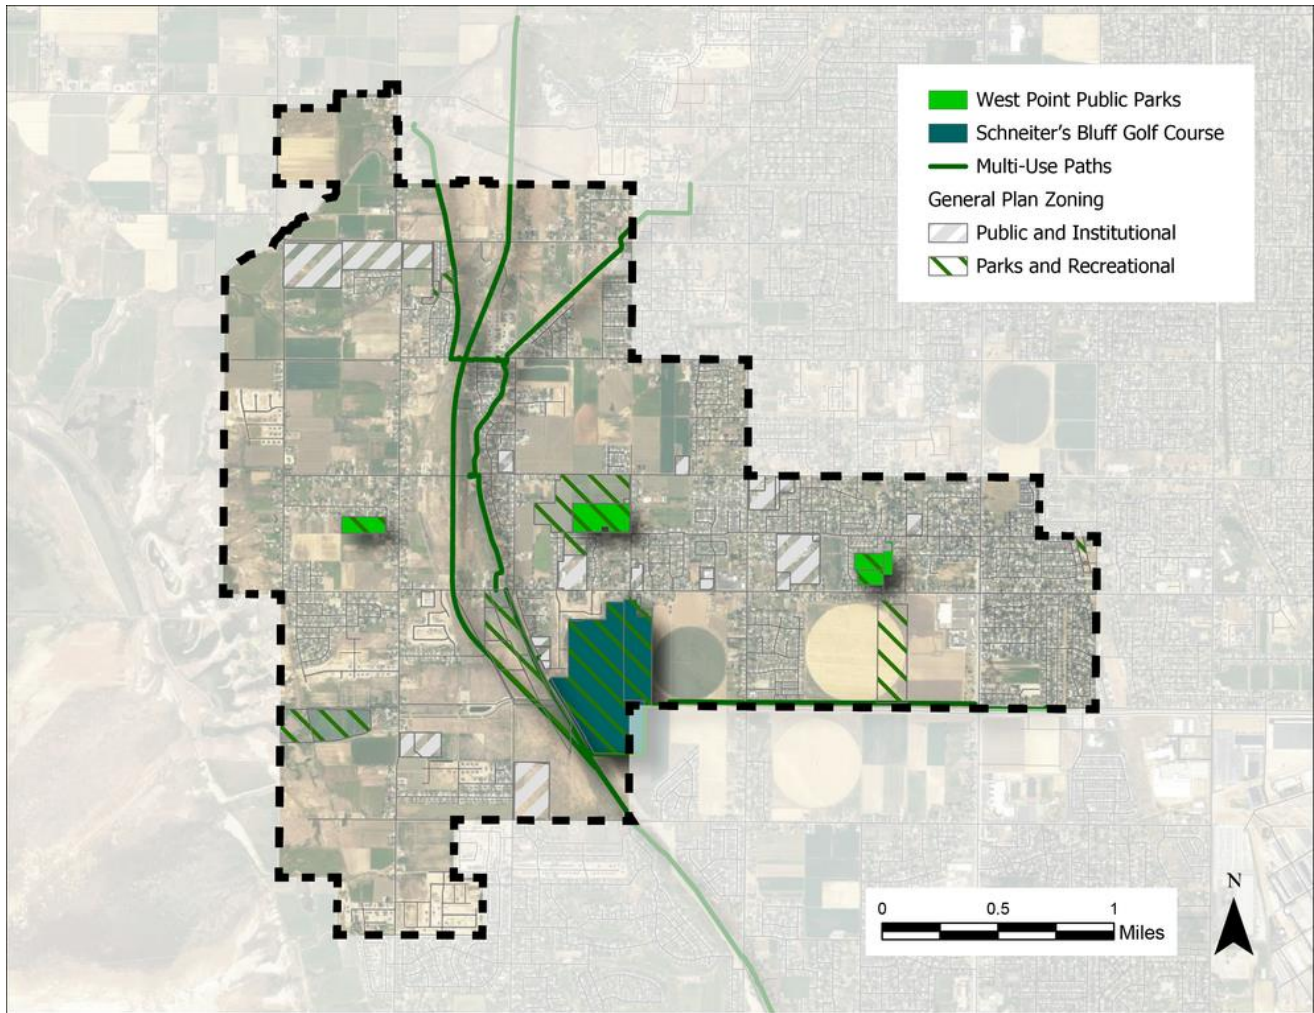 West Point Public Parks
Schneiter's Bluff Golf Course
Multi-Use Paths
General Plan Zoning
Public and Institutional
Parks and Recreational
N
0 0.5 1
Miles